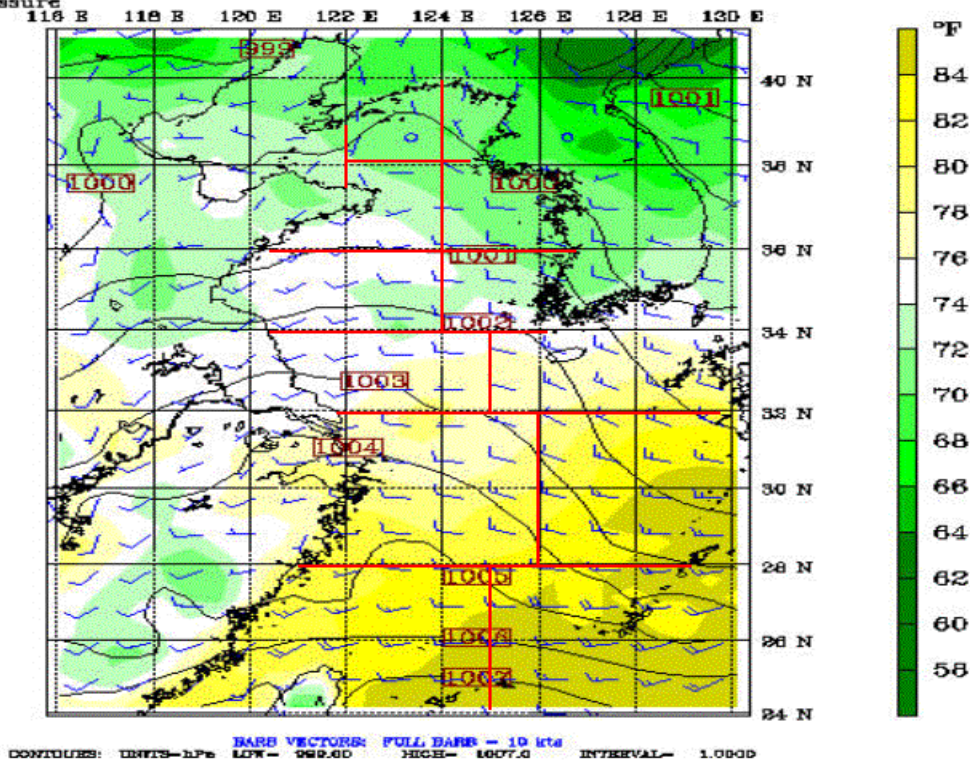 116 E 118 E 120 E 122 E 124 E 126 E 128 E 130 E
°F
999
84
40 N
1001
82
38 N
80
1000
78
36 N
1001
76
74
1002
34 N
72
1003
70
32 N
1004
68
30 N
66
64
28 N
1005
62
26 N
1006
60
58
24 N
BARB VECTORS: FULL BARB = 10 kts
CONTOURS: UNITS=hPa LOW= 999.00 HIGH= 1007.0 INTERVAL= 1.0000